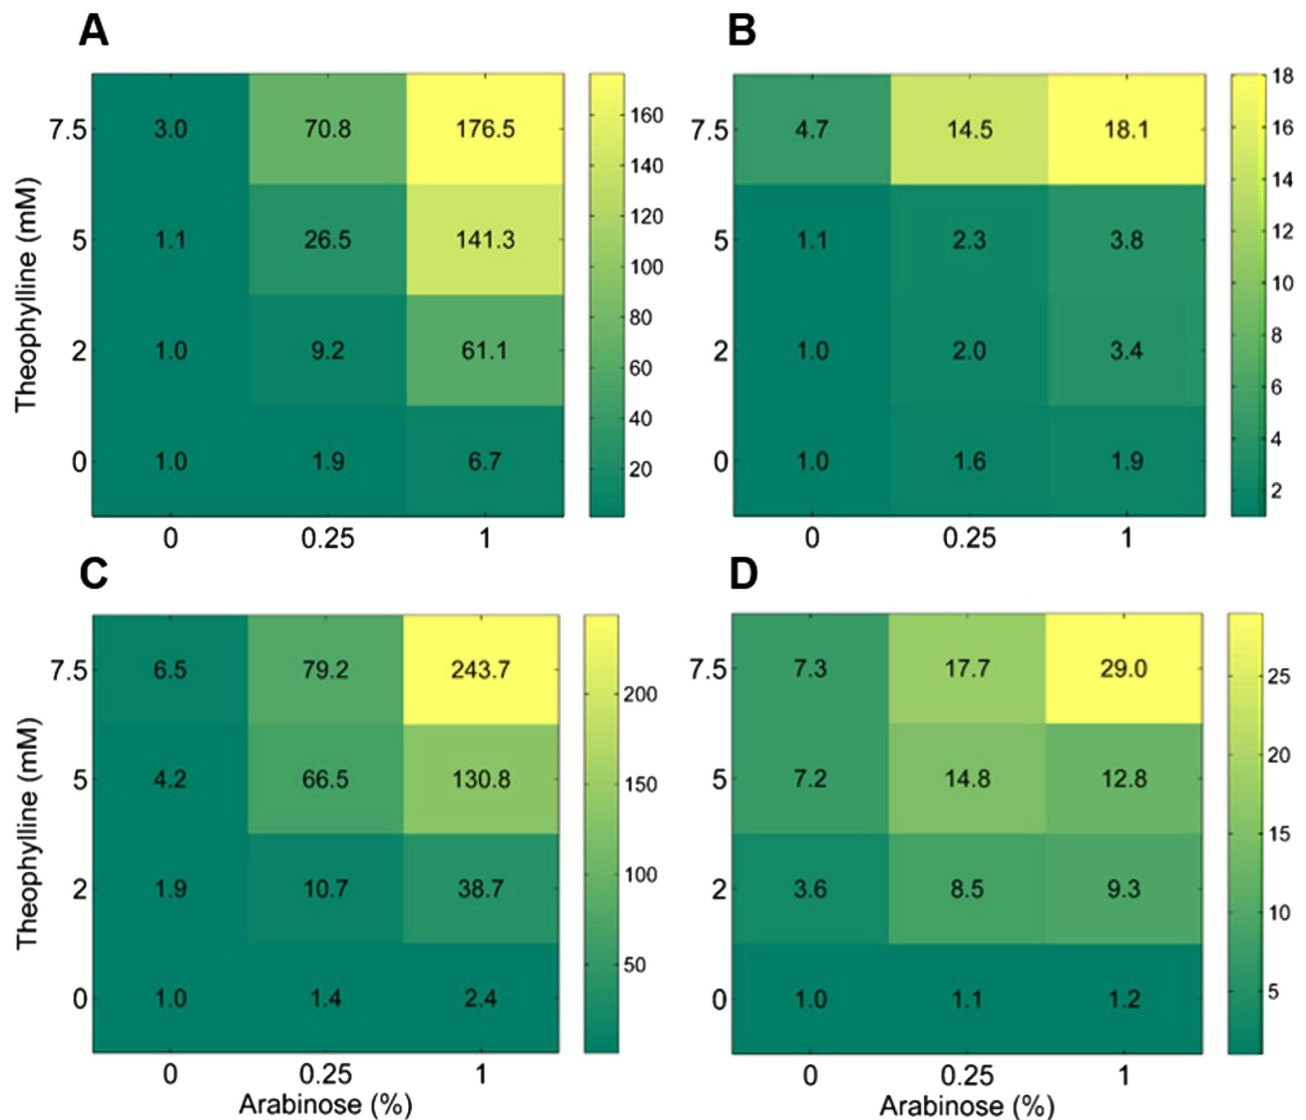 A
B
7.5 3.0 70.8 176.5
5 1.1 26.5 141.3
2 1.0 9.2 61.1
0 1.0 1.9 6.7
0 0.25 1
Theophylline (mM)
160
140
120
100
80
60
40
20
7.5 4.7 14.5 18.1
5 1.1 2.3 3.8
2 1.0 2.0 3.4
0 1.0 1.6 1.9
0 0.25 1
18
16
14
12
10
8
6
4
2
C
D
7.5 6.5 79.2 243.7
5 4.2 66.5 130.8
2 1.9 10.7 38.7
0 1.0 1.4 2.4
0 0.25 1
Theophylline (mM)
Arabinose (%)
200
150
100
50
7.5 7.3 17.7 29.0
5 7.2 14.8 12.8
2 3.6 8.5 9.3
0 1.0 1.1 1.2
0 0.25 1
Arabinose (%)
25
20
15
10
5